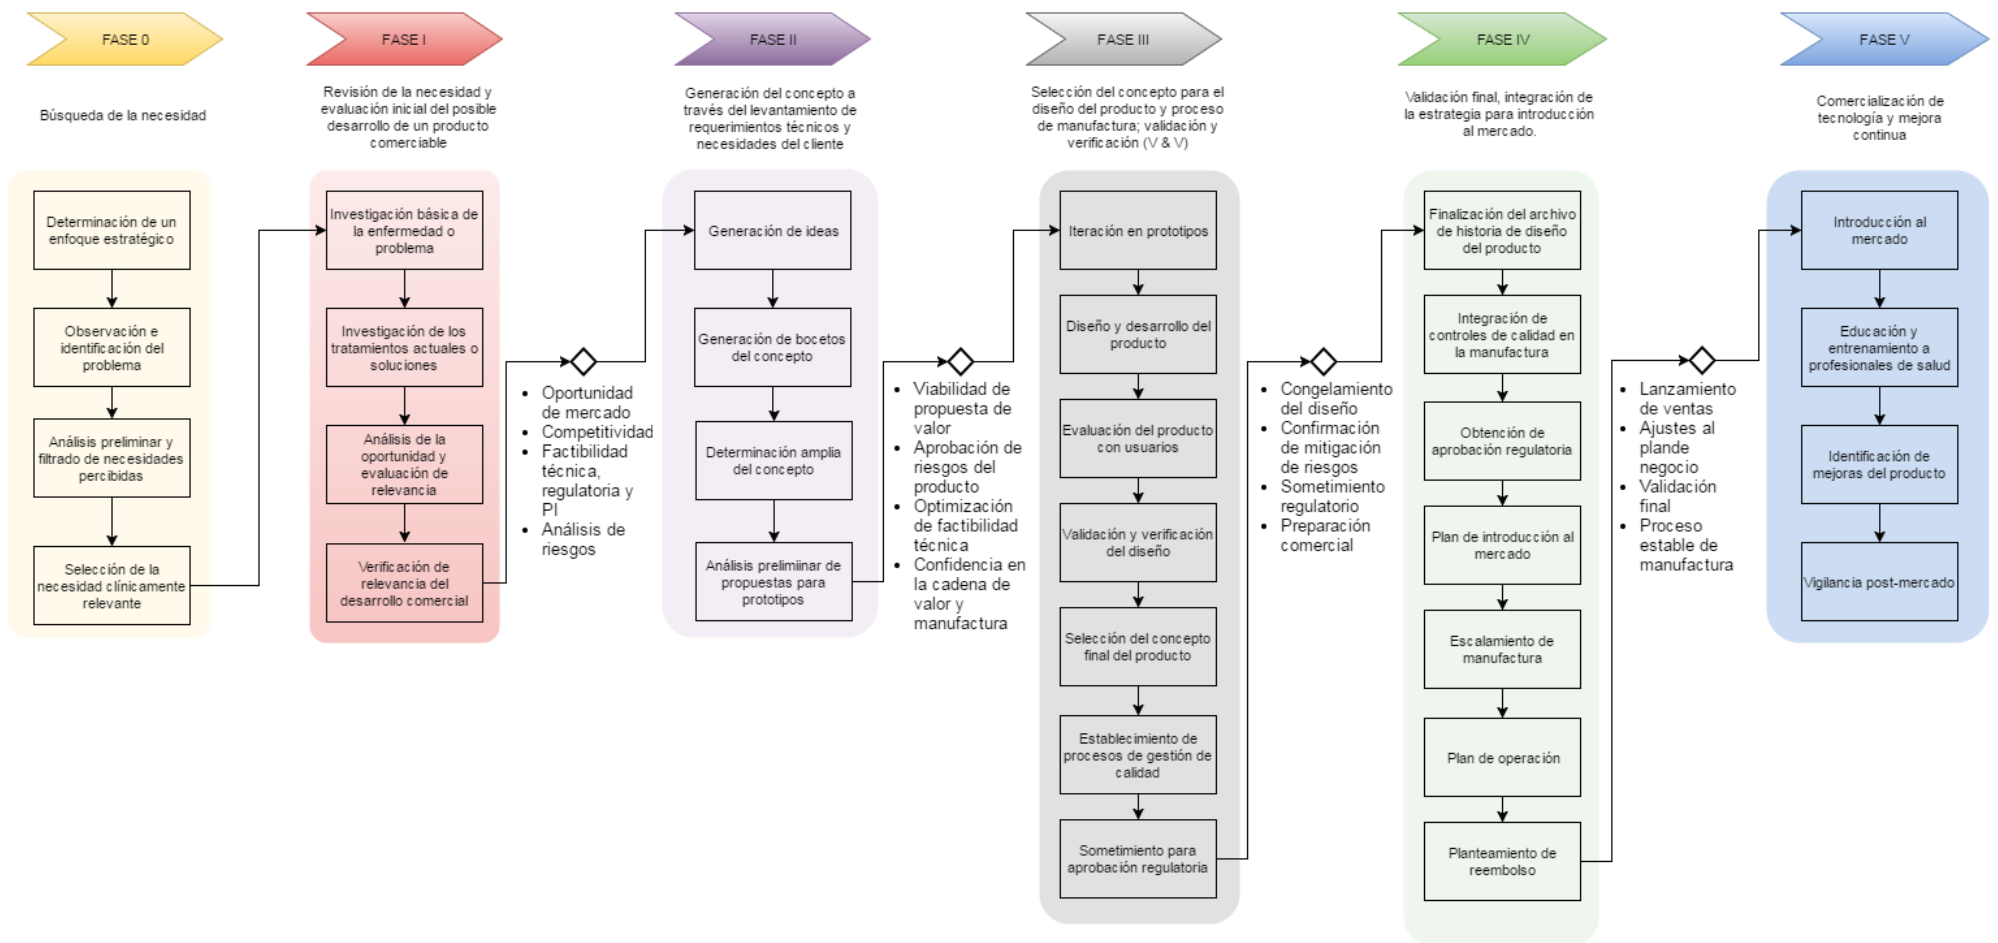 FASE 0
FASE I
FASE II
FASE III
FASE IV
FASE V
Búsqueda de la necesidad
Revisión de la necesidad y
evaluación inicial del posible
desarrollo de un producto
comerciable
Generación del concepto a
través del levantamiento de
requerimientos técnicos y
necesidades del cliente
Selección del concepto para el
diseño del producto y proceso
de manufactura; validación y
verificación (V & V)
Validación final, integración de
la estrategia para introducción
al mercado.
Comercialización de
tecnología y mejora
continua
Determinación de un
enfoque estratégico
Observación e
identificación del
problema
Análisis preliminar y
filtrado de necesidades
percibidas
Selección de la
necesidad clínicamente
relevante
Investigación básica de
la enfermedad o
problema
Investigación de los
tratamientos actuales o
soluciones
Análisis de la
oportunidad y
evaluación de
relevancia
Verificación de
relevancia del
desarrollo comercial
• Oportunidad
de mercado
• Competitividad
• Factibilidad
técnica,
regulatoria y
PI
• Análisis de
riesgos
Generación de ideas
Generación de bocetos
del concepto
Determinación amplia
del concepto
Análisis prelimiinar de
propuestas para
prototipos
• Viabilidad de
propuesta de
valor
• Aprobación de
riesgos del
producto
• Optimización
de factibilidad
técnica
• Confidencia en
la cadena de
valor y
manufactura
Iteración en prototipos
Diseño y desarrollo del
producto
Evaluación del producto
con usuarios
Validación y verificación
del diseño
Selección del concepto
final del producto
Establecimiento de
procesos de gestión de
calidad
Sometimiento para
aprobación regulatoria
• Congelamiento
del diseño
• Confirmación
de mitigación
de riesgos
• Sometimiento
regulatorio
• Preparación
comercial
Finalización del archivo
de historia de diseño
del producto
Integración de
controles de calidad en
la manufactura
Obtención de
aprobación regulatoria
Plan de introducción al
mercado
Escalamiento de
manufactura
Plan de operación
Planteamiento de
reembolso
• Lanzamiento
de ventas
• Ajustes al
plande
negocio
• Validación
final
• Proceso
estable de
manufactura
Introducción al
mercado
Educación y
entrenamiento a
profesionales de salud
Identificación de
mejoras del producto
Vigilancia post-mercado